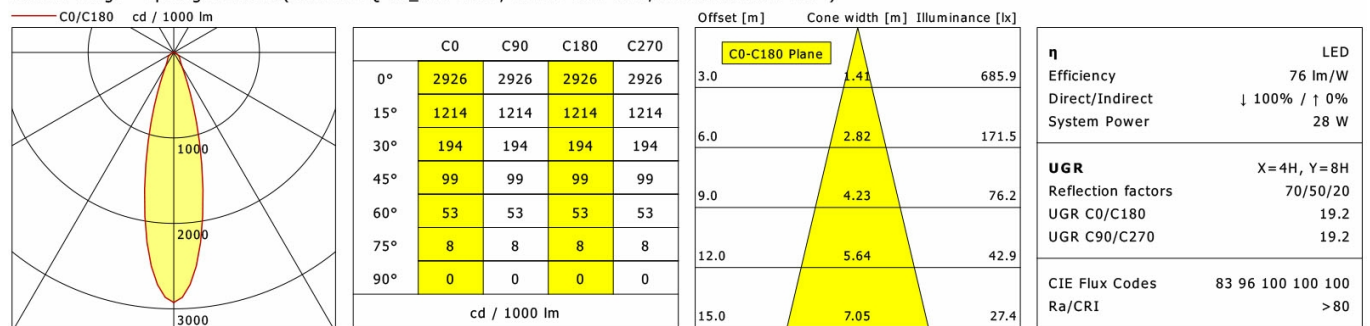 C0/C180 cd / 1000 lm
1000
2000
3000
C0 C90 C180 C270
0° 2926 2926 2926 2926
15° 1214 1214 1214 1214
30° 194 194 194 194
45° 99 99 99 99
60° 53 53 53 53
75° 8 8 8 8
90° 0 0 0 0
cd / 1000 lm
Offset [m] Cone width [m] Illuminance [lx]
C0-C180 Plane
3.0 1.41 685.9
6.0 2.82 171.5
9.0 4.23 76.2
12.0 5.64 42.9
15.0 7.05 27.4
η LED
Efficiency 76 lm/W
Direct/Indirect ↓ 100% / ↑ 0%
System Power 28 W
UGR X=4H, Y=8H
Reflection factors 70/50/20
UGR C0/C180 19.2
UGR C90/C270 19.2
CIE Flux Codes 83 96 100 100 100
Ra/CRI >80